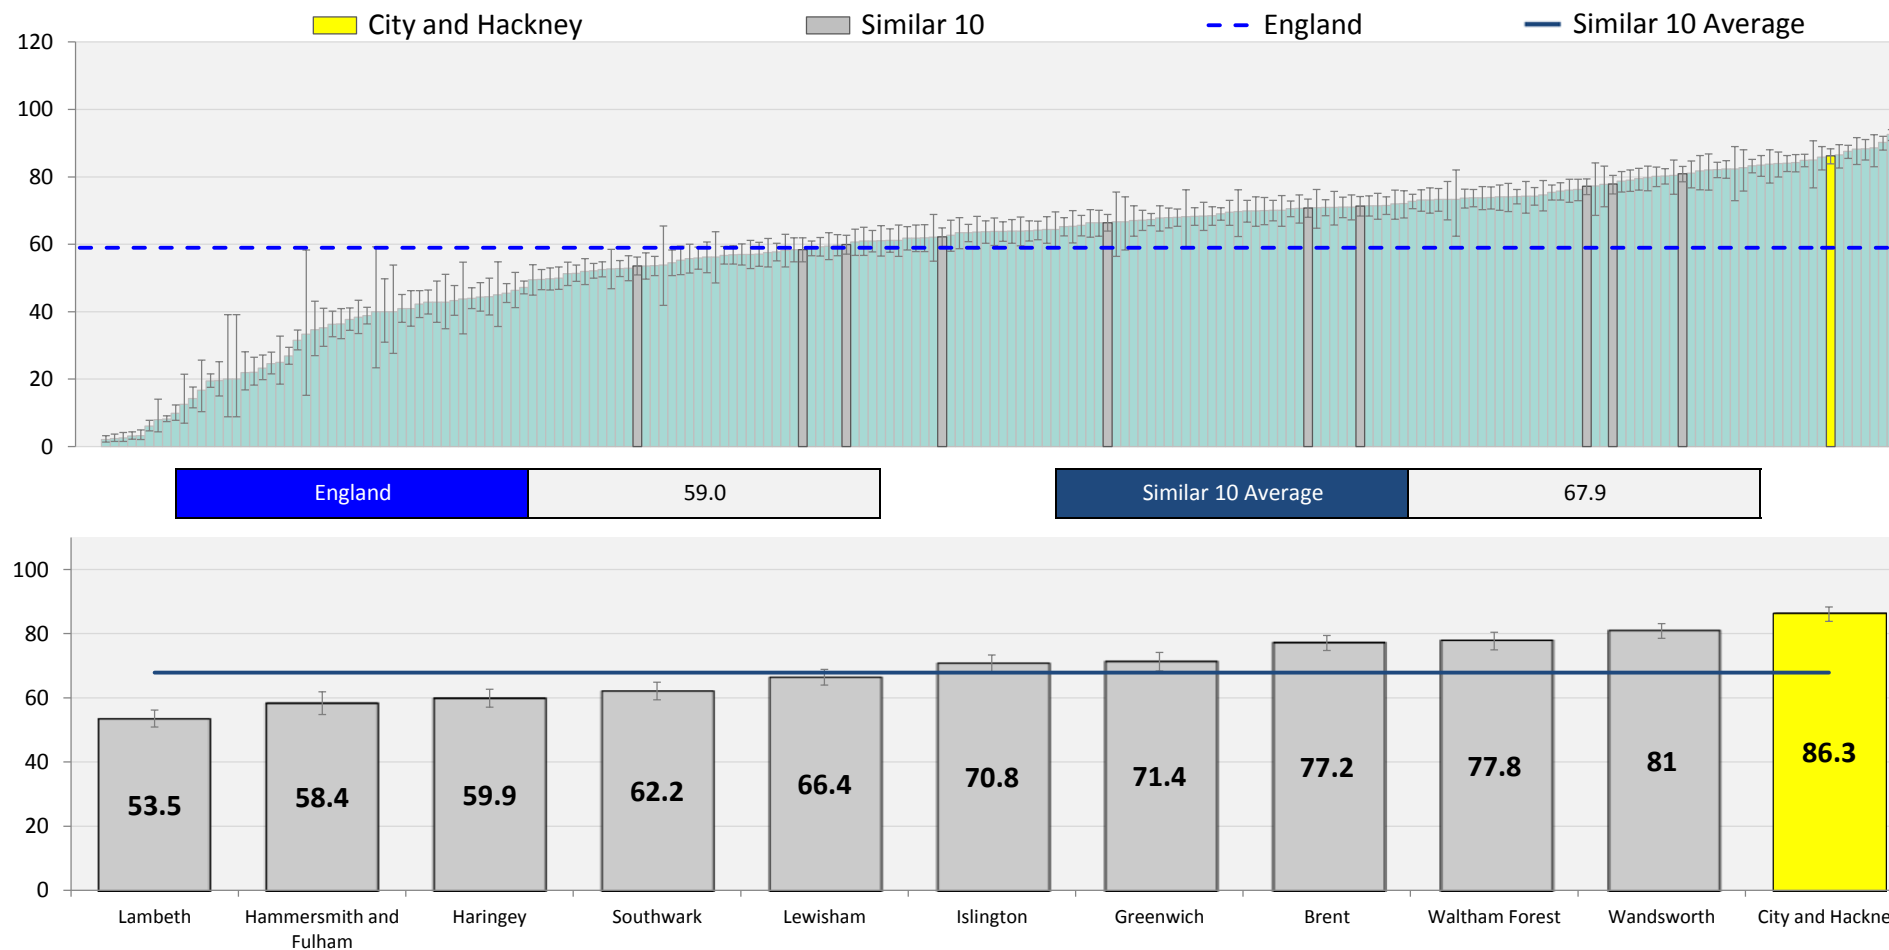 City and Hackney
Similar 10
England
Similar 10 Average
120
100
80
60
40
20
0
England
59.0
Similar 10 Average
67.9
100
80
60
40
20
0
53.5
58.4
59.9
62.2
66.4
70.8
71.4
77.2
77.8
81
86.3
Lambeth
Hammersmith and
Fulham
Haringey
Southwark
Lewisham
Islington
Greenwich
Brent
Waltham Forest
Wandsworth
City and Hackne